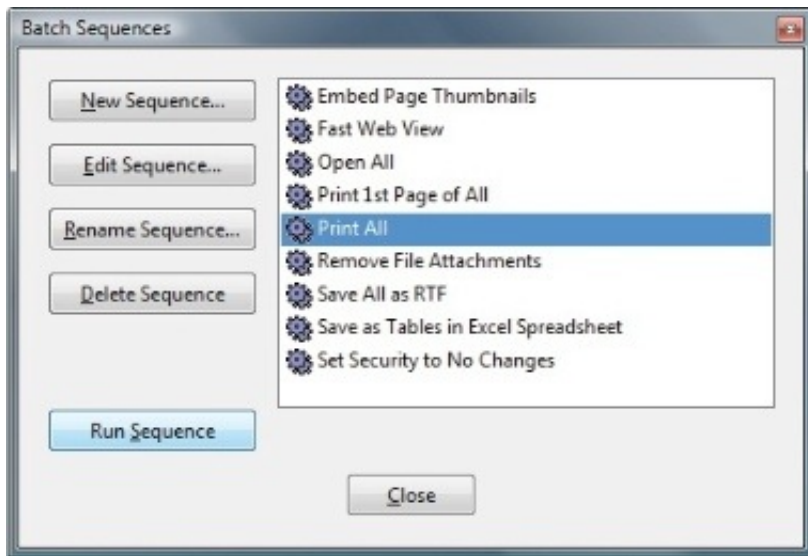 Batch Sequences
New Sequence...
Edit Sequence...
Rename Sequence...
Delete Sequence
Run Sequence
Embed Page Thumbnails
Fast Web View
Open All
Print 1st Page of All
Print All
Remove File Attachments
Save All as RTF
Save as Tables in Excel Spreadsheet
Set Security to No Changes
Close